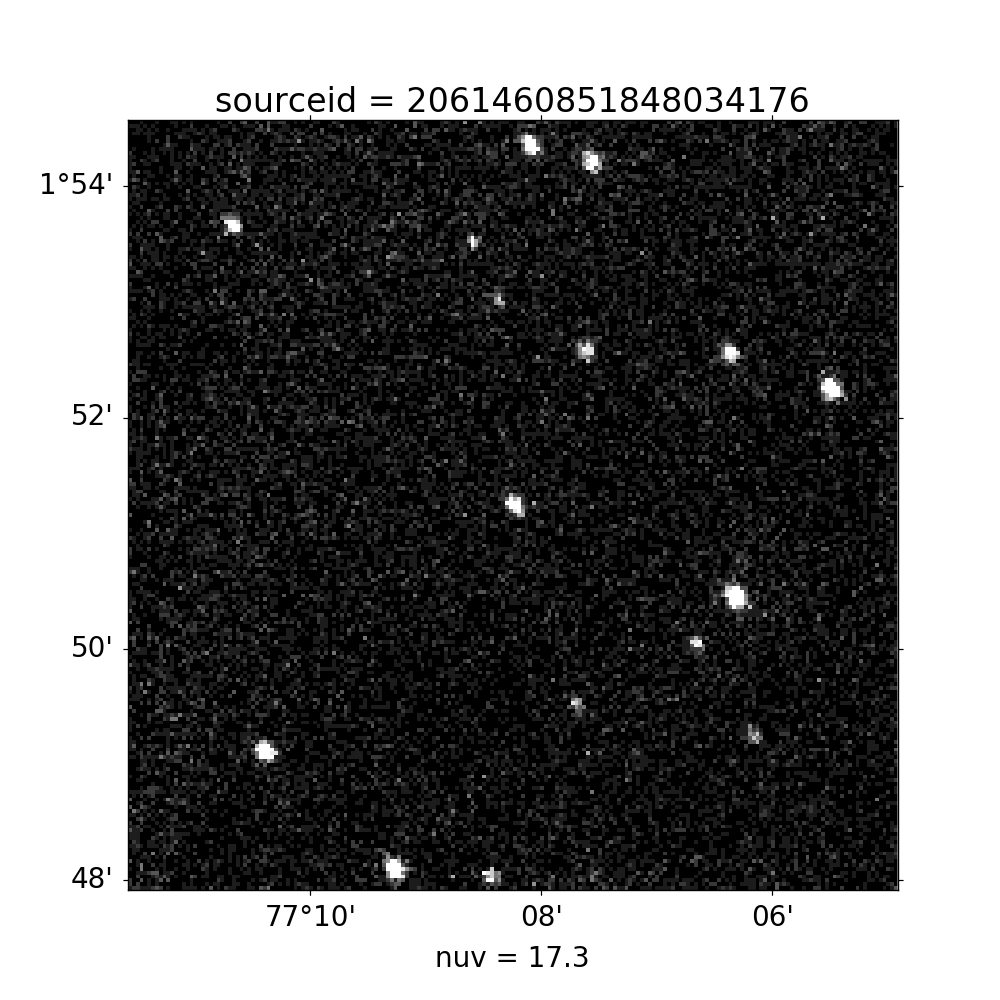 sourceid = 2061460851848034176
1°54'
52'
50'
48'
77°10' 08' 06'
nuv = 17.3